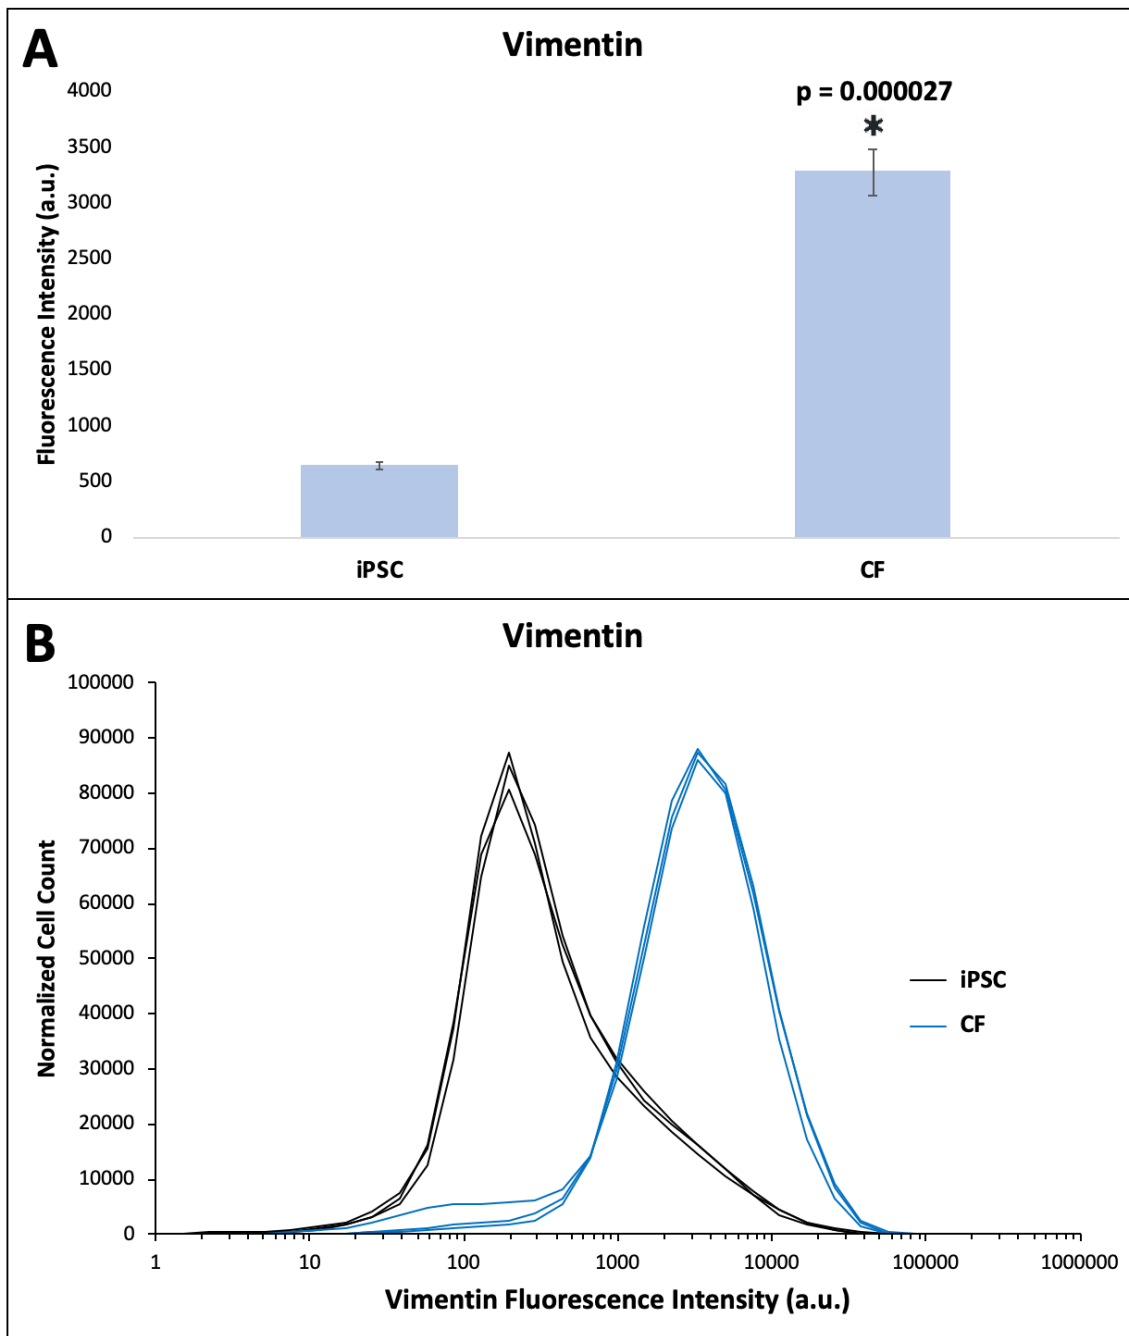 A
Vimentin
p = 0.000027
*
Fluorescence Intensity (a.u.)
4000
3500
3000
2500
2000
1500
1000
500
0
iPSC
CF
B
Vimentin
Normalized Cell Count
100000
90000
80000
70000
60000
50000
40000
30000
20000
10000
0
iPSC
CF
1 10 100 1000 10000 100000 1000000
Vimentin Fluorescence Intensity (a.u.)